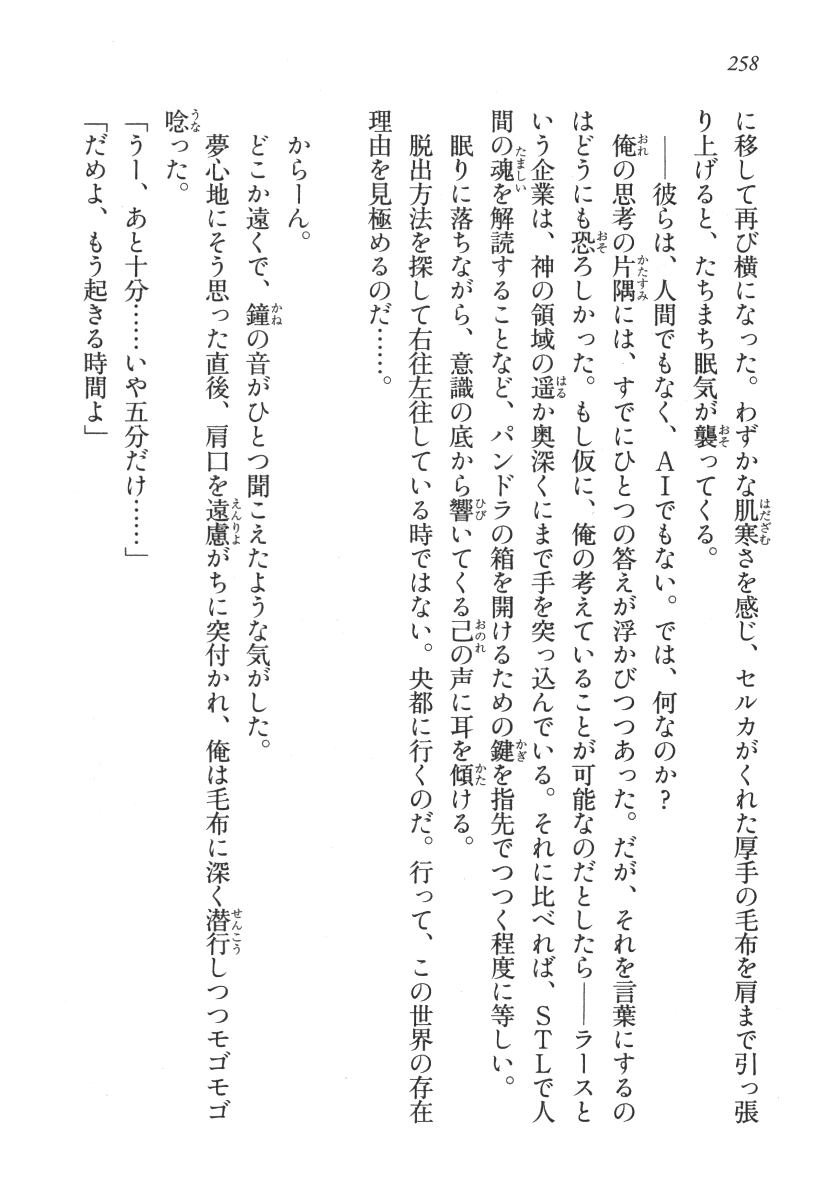 258
に移して再び横になった。わずかな肌寒さを感じ、セルカがくれた厚手の毛布を肩まで引っ張
り上げると、たちまち眠気が襲ってくる。
――彼らは、人間でもなく、ＡＩでもない。では、何なのか？
俺の思考の片隅には、すでにひとつの答えが浮かびつつあった。だが、それを言葉にするの
はどうにも恐ろしかった。もし仮に、俺の考えていることが可能なのだとしたら――ラースと
いう企業は、神の領域の遥か奥深くにまで手を突っ込んでいる。それに比べれば、ＳＴＬで人
間の魂を解読することなど、パンドラの箱を開けるための鍵を指先でつつく程度に等しい。
眠りに落ちながら、意識の底から響いてくる己の声に耳を傾ける。
脱出方法を探して右往左往している時ではない。央都に行くのだ。行って、この世界の存在
理由を見極めるのだ……。
からーん。
どこか遠くで、鐘の音がひとつ聞こえたような気がした。
夢心地にそう思った直後、肩口を遠慮がちに突付かれ、俺は毛布に深く潜行しつつモゴモゴ
唸った。
「うー、あと十分……いや五分だけ……」
「だめよ、もう起きる時間よ」